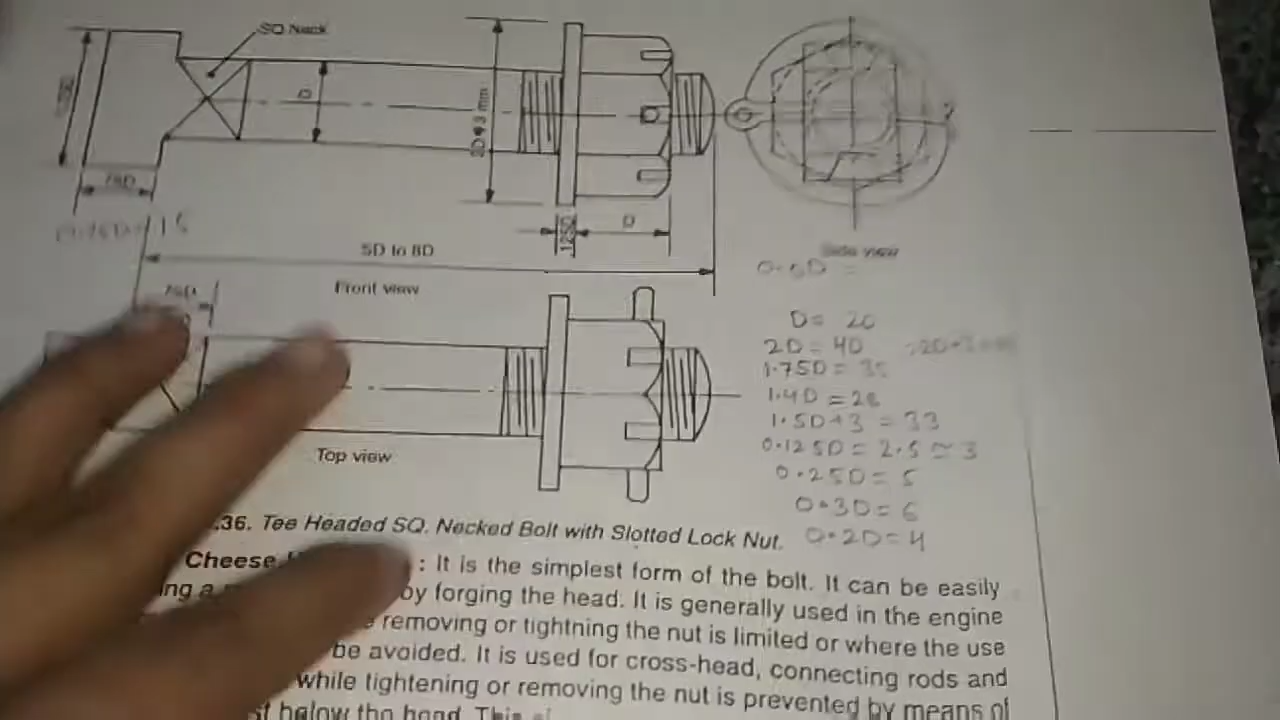 SQ Neck
D
2D+3 mm
.75D
0.75D = 15
.125D
D
5D to 8D
Front view
Side view
0.5D =
.75D
D = 20
2D = 40
1.75D = 35
1.4D = 28
1.5D+3 = 33
0.125D = 2.5 ≃ 3
0.25D = 5
0.3D = 6
0.2D = 4
Top view
.36. Tee Headed SQ. Necked Bolt with Slotted Lock Nut.
Cheese : It is the simplest form of the bolt. It can be easily
ing a by forging the head. It is generally used in the engine
removing or tightning the nut is limited or where the use
be avoided. It is used for cross-head, connecting rods and
while tightening or removing the nut is prevented by means of
below the head. This